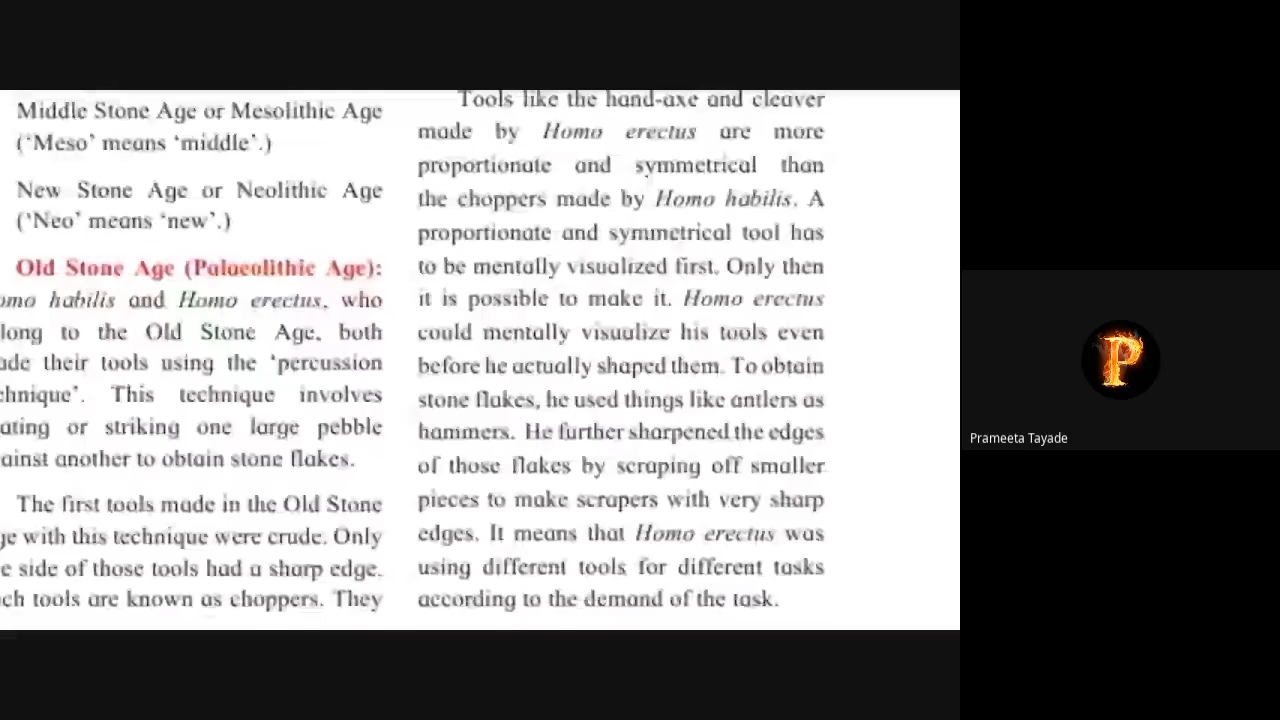 Middle Stone Age or Mesolithic Age
('Meso' means 'middle'.)
New Stone Age or Neolithic Age
('Neo' means 'new'.)
Old Stone Age (Palaeolithic Age):
omo habilis and Homo erectus, who
long to the Old Stone Age, both
ade their tools using the 'percussion
chnique'. This technique involves
ating or striking one large pebble
ainst another to obtain stone flakes.
The first tools made in the Old Stone
ge with this technique were crude. Only
e side of those tools had a sharp edge.
ch tools are known as choppers. They
Tools like the hand-axe and cleaver
made by Homo erectus are more
proportionate and symmetrical than
the choppers made by Homo habilis. A
proportionate and symmetrical tool has
to be mentally visualized first. Only then
it is possible to make it. Homo erectus
could mentally visualize his tools even
before he actually shaped them. To obtain
stone flakes, he used things like antlers as
hammers. He further sharpened the edges
of those flakes by scraping off smaller
pieces to make scrapers with very sharp
edges. It means that Homo erectus was
using different tools for different tasks
according to the demand of the task.
P
Prameeta Tayade